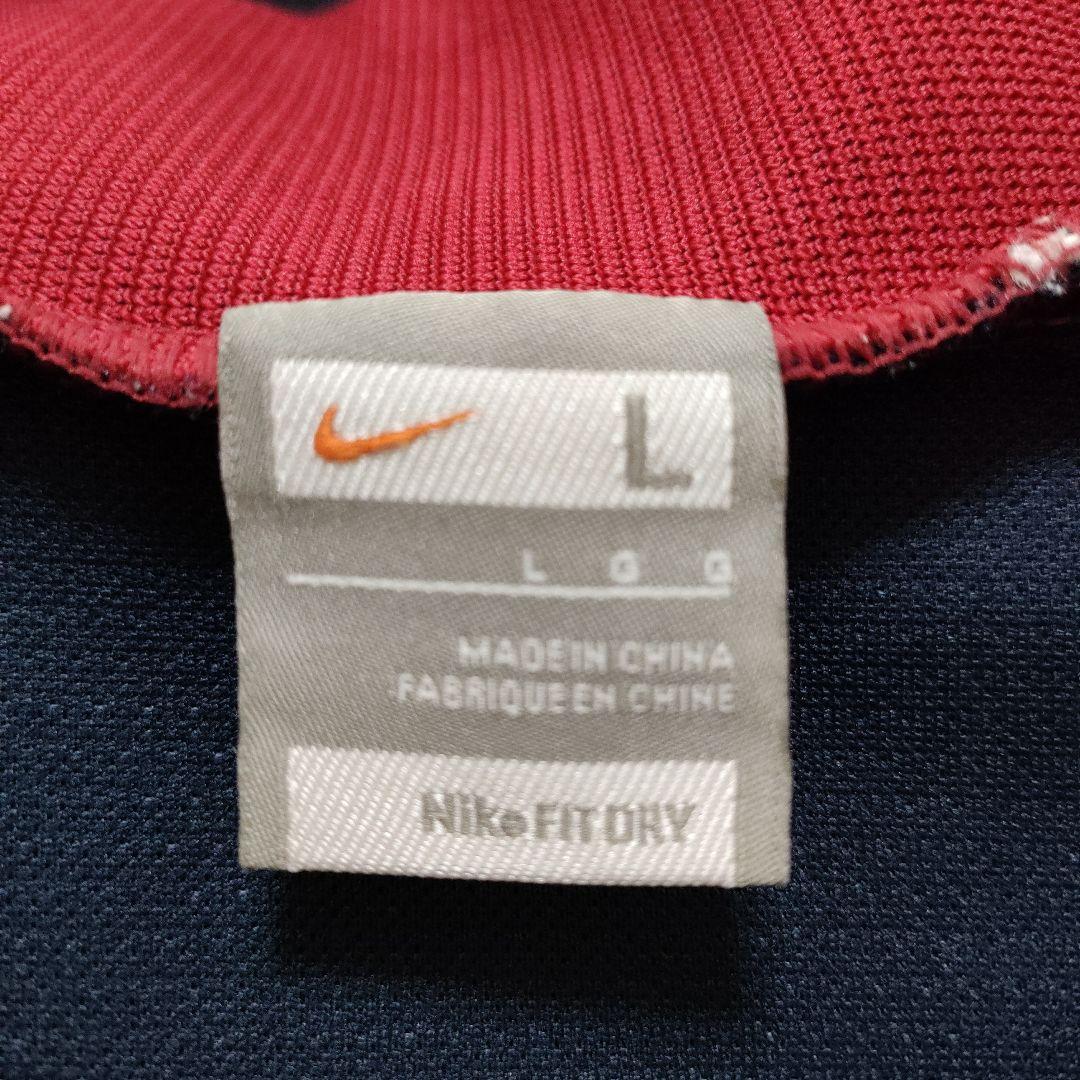 L
L G G
MADE IN CHINA
FABRIQUE EN CHINE
Nike FIT DRY